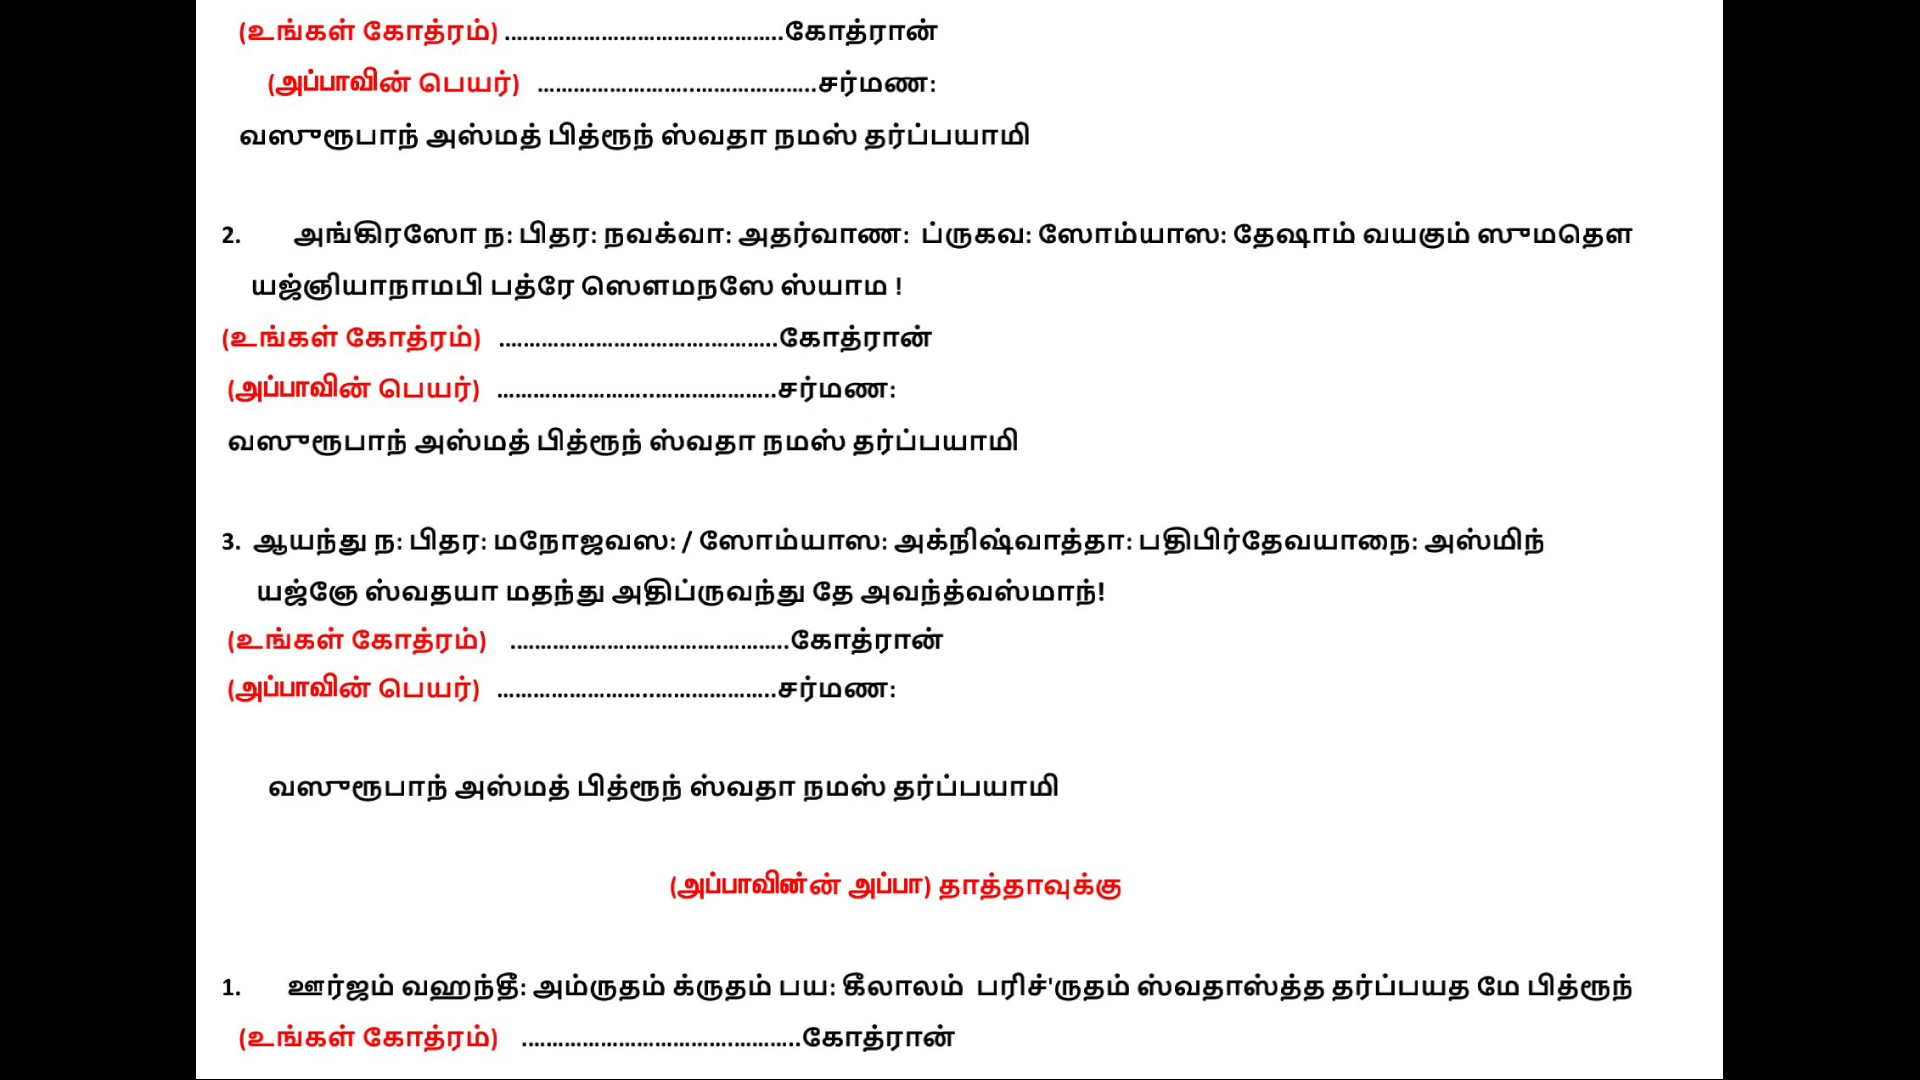 (உங்கள் கோத்ரம்) ……………………………..………..கோத்ரான்
(அப்பாவின் பெயர்) ……………………..………………..சர்மண:
வஸுரூபாந் அஸ்மத் பித்ரூந் ஸ்வதா நமஸ் தர்ப்பயாமி
2. அங்கிரஸோ ந: பிதர: நவக்வா: அதர்வாண: ப்ருகவ: ஸோம்யாஸ: தேஷாம் வயகும் ஸுமதௌ
யஜ்ஞியாநாமபி பத்ரே ஸௌமநஸே ஸ்யாம !
(உங்கள் கோத்ரம்) ……………………………..………..கோத்ரான்
(அப்பாவின் பெயர்) ……………………..………………..சர்மண:
வஸுரூபாந் அஸ்மத் பித்ரூந் ஸ்வதா நமஸ் தர்ப்பயாமி
3. ஆயந்து ந: பிதர: மநோஜவஸ: / ஸோம்யாஸ: அக்நிஷ்வாத்தா: பதிபிர்தேவயாநை: அஸ்மிந்
யஜ்ஞே ஸ்வதயா மதந்து அதிப்ருவந்து தே அவந்த்வஸ்மாந்!
(உங்கள் கோத்ரம்) ……………………………..………..கோத்ரான்
(அப்பாவின் பெயர்) ……………………..………………..சர்மண:
வஸுரூபாந் அஸ்மத் பித்ரூந் ஸ்வதா நமஸ் தர்ப்பயாமி
(அப்பாவின்ன் அப்பா) தாத்தாவுக்கு
1. ஊர்ஜம் வஹந்தீ: அம்ருதம் க்ருதம் பய: கீலாலம் பரிச்'ருதம் ஸ்வதாஸ்த்த தர்ப்பயத மே பித்ரூந்
(உங்கள் கோத்ரம்) ……………………………..………..கோத்ரான்